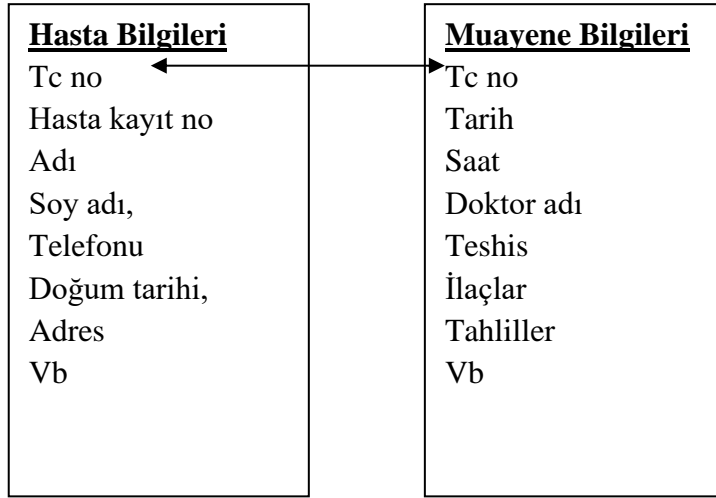 Hasta Bilgileri
Tc no
Hasta kayıt no
Adı
Soy adı,
Telefonu
Doğum tarihi,
Adres
Vb
Muayene Bilgileri
Tc no
Tarih
Saat
Doktor adı
Teshis
İlaçlar
Tahliller
Vb